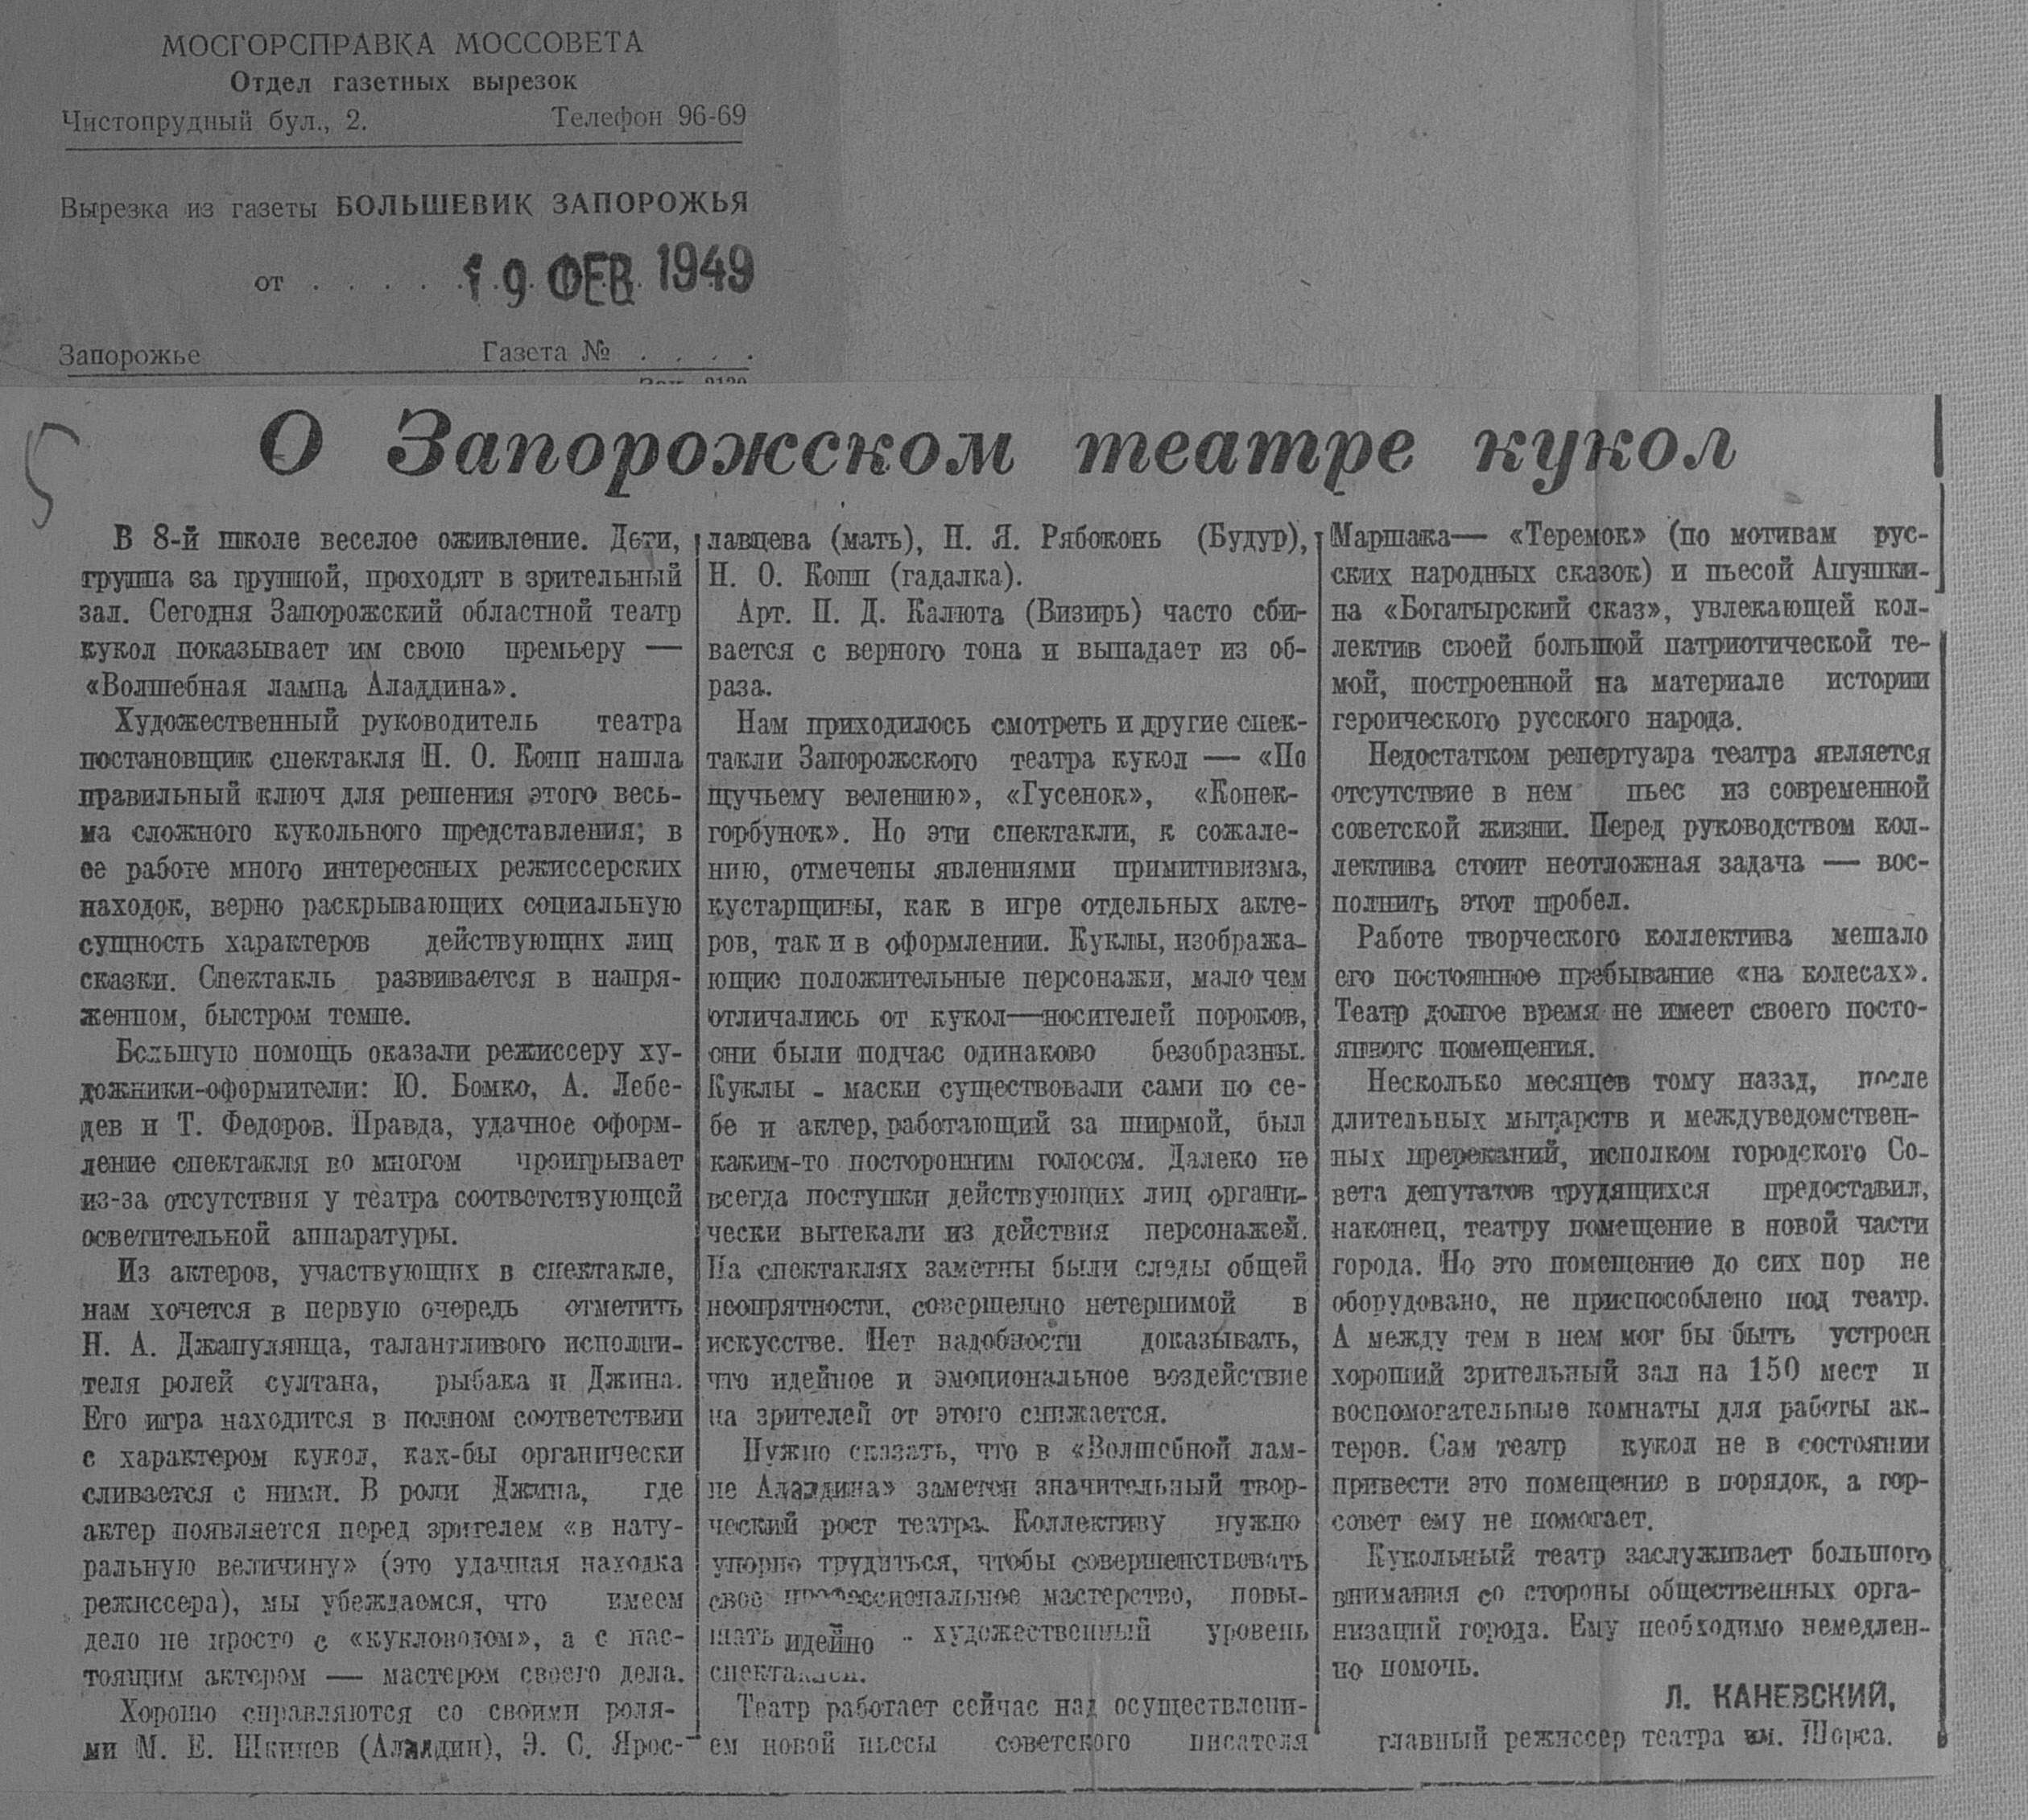 МОСГОРСПРАВКА МОССОВЕТА
Отдел газетных вырезок
Чистопрудный бул., 2. Телефон 96-69
Вырезка из газеты БОЛЬШЕВИК ЗАПОРОЖЬЯ
от . . . . . 19 ФЕВ 1949
Запорожье Газета № . . . .
5
О Запорожском театре кукол
В 8-й школе веселое оживление. Дети,
группа за группой, проходят в зрительный
зал. Сегодня Запорожский областной театр
кукол показывает им свою премьеру —
«Волшебная лампа Аладдина».
Художественный руководитель театра
постановщик спектакля Н. О. Копп нашла
правильный ключ для решения этого весь-
ма сложного кукольного представления; в
ее работе много интересных режиссерских
находок, верно раскрывающих социальную
сущность характеров действующих лиц
сказки. Спектакль развивается в напря-
женном, быстром темпе.
Большую помощь оказали режиссеру ху-
дожники-оформители: Ю. Бомко, А. Лебе-
дев и Т. Федоров. Правда, удачное оформ-
ление спектакля во многом проигрывает
из-за отсутствия у театра соответствующей
осветительной аппаратуры.
Из актеров, участвующих в спектакле,
нам хочется в первую очередь отметить
Н. А. Джапулянца, талантливого исполни-
теля ролей султана, рыбака и Джина.
Его игра находится в полном соответствии
с характером кукол, как-бы органически
сливается с ними. В роли Джина, где
актер появляется перед зрителем «в нату-
ральную величину» (это удачная находка
режиссера), мы убеждаемся, что имеем
дело не просто с «кукловодом», а с нас-
тоящим актером — мастером своего дела.
Хорошо справляются со своими роля-
ми М. Е. Шкинев (Аладдин), Э. С. Ярос-
лавцева (мать), Н. Я. Рябоконь (Будур),
Н. О. Копп (гадалка).
Арт. П. Д. Калюта (Визирь) часто сби-
вается с верного тона и выпадает из об-
раза.
Нам приходилось смотреть и другие спек-
такли Запорожского театра кукол — «По
щучьему велению», «Гусенок», «Конек-
горбунок». Но эти спектакли, к сожале-
нию, отмечены явлениями примитивизма,
кустарщины, как в игре отдельных акте-
ров, так и в оформлении. Куклы, изобража-
ющие положительные персонажи, мало чем
отличались от кукол—носителей пороков,
они были подчас одинаково безобразны.
Куклы - маски существовали сами по се-
бе и актер, работающий за ширмой, был
каким-то посторонним голосом. Далеко не
всегда поступки действующих лиц органи-
чески вытекали из действия персонажей.
На спектаклях заметны были следы общей
неопрятности, совершенно нетерпимой в
искусстве. Нет надобности доказывать,
что идейное и эмоциональное воздействие
на зрителей от этого снижается.
Нужно сказать, что в «Волшебной лам-
пе Аладдина» заметен значительный твор-
ческий рост театра. Коллективу нужно
упорно трудиться, чтобы совершенствовать
свое профессиональное мастерство, повы-
шать идейно - художественный уровень
спектаклей.
Театр работает сейчас над осуществлени-
ем новой пьесы советского писателя
Маршака— «Теремок» (по мотивам рус-
ских народных сказок) и пьесой Апушки-
на «Богатырский сказ», увлекающей кол-
лектив своей большой патриотической те-
мой, построенной на материале истории
героического русского народа.
Недостатком репертуара театра является
отсутствие в нем пьес из современной
советской жизни. Перед руководством кол-
лектива стоит неотложная задача — вос-
полнить этот пробел.
Работе творческого коллектива мешало
его постоянное пребывание «на колесах».
Театр долгое время не имеет своего посто-
янного помещения.
Несколько месяцев тому назад, после
длительных мытарств и междуведомствен-
ных пререканий, исполком городского Со-
вета депутатов трудящихся предоставил,
наконец, театру помещение в новой части
города. Но это помещение до сих пор не
оборудовано, не приспособлено под театр.
А между тем в нем мог бы быть устроен
хороший зрительный зал на 150 мест и
воспомогательные комнаты для работы ак-
теров. Сам театр кукол не в состоянии
привести это помещение в порядок, а гор-
совет ему не помогает.
Кукольный театр заслуживает большого
внимания со стороны общественных орга-
низаций города. Ему необходимо немедлен-
но помочь.
Л. КАНЕВСКИЙ,
главный режиссер театра им. Щорса.